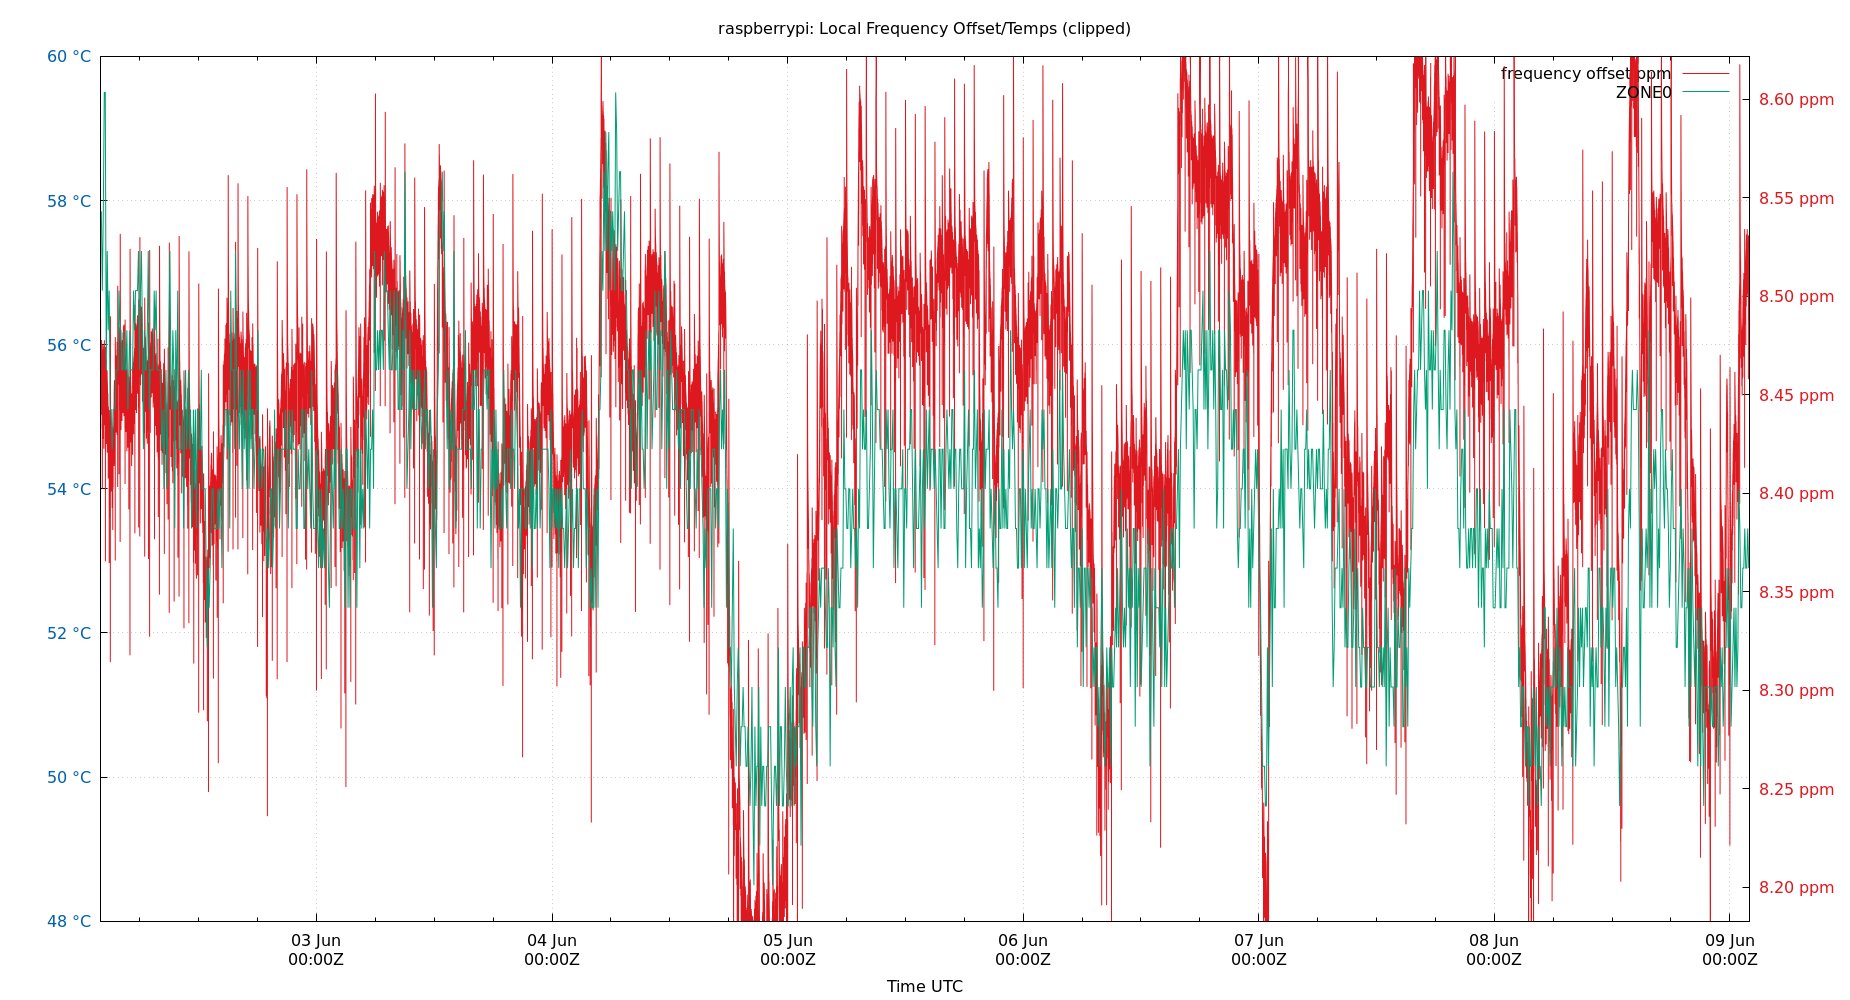 raspberrypi: Local Frequency Offset/Temps (clipped)
60 °C
58 °C
56 °C
54 °C
52 °C
50 °C
48 °C
frequency offset ppm
ZONE0
8.60 ppm
8.55 ppm
8.50 ppm
8.45 ppm
8.40 ppm
8.35 ppm
8.30 ppm
8.25 ppm
8.20 ppm
03 Jun
00:00Z
04 Jun
00:00Z
05 Jun
00:00Z
06 Jun
00:00Z
07 Jun
00:00Z
08 Jun
00:00Z
09 Jun
00:00Z
Time UTC